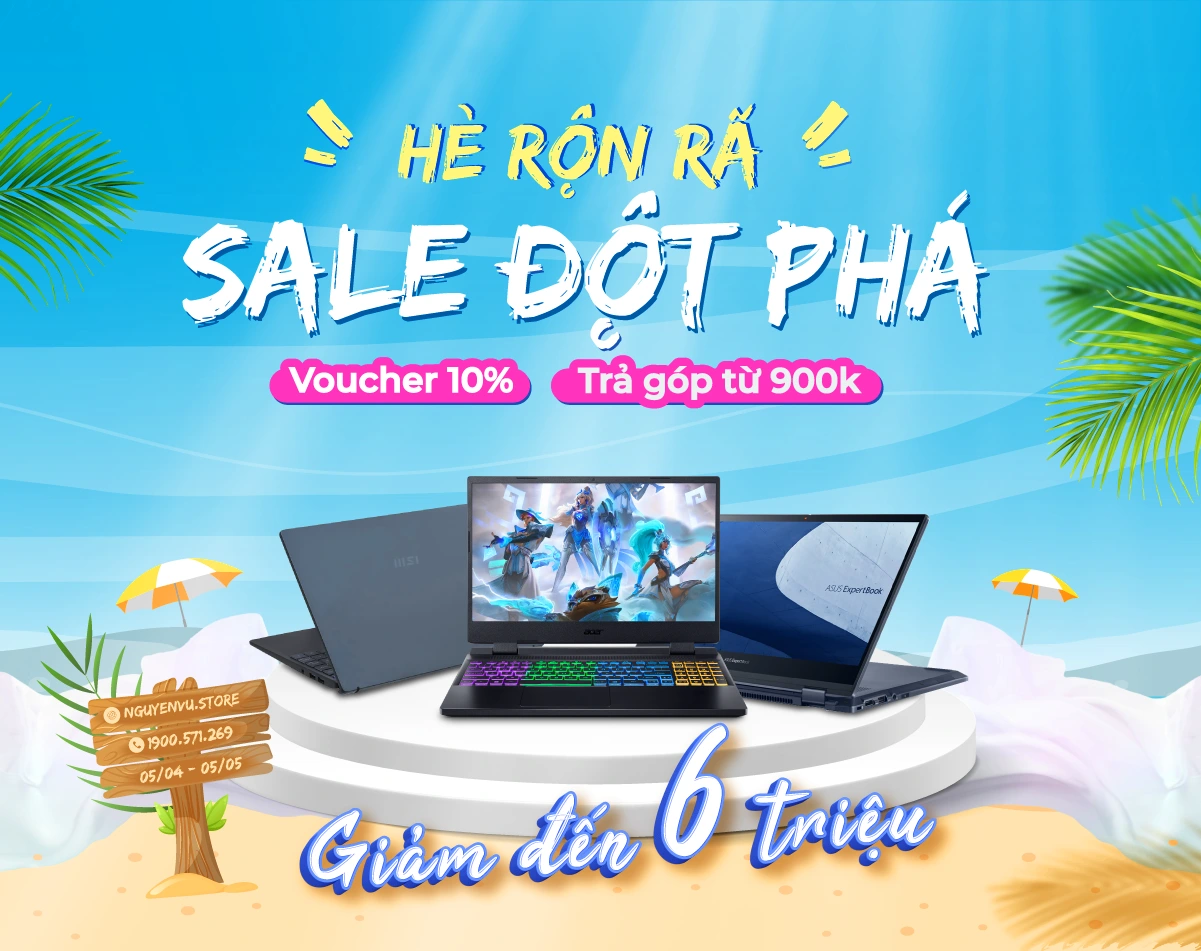 HÈ RỘN RÃ
SALE ĐỘT PHÁ
Voucher 10% Trả góp từ 900k
msi
acer
ASUS ExpertBook
NGUYENVU.STORE
1900.571.269
05/04 - 05/05
Giảm đến 6 triệu